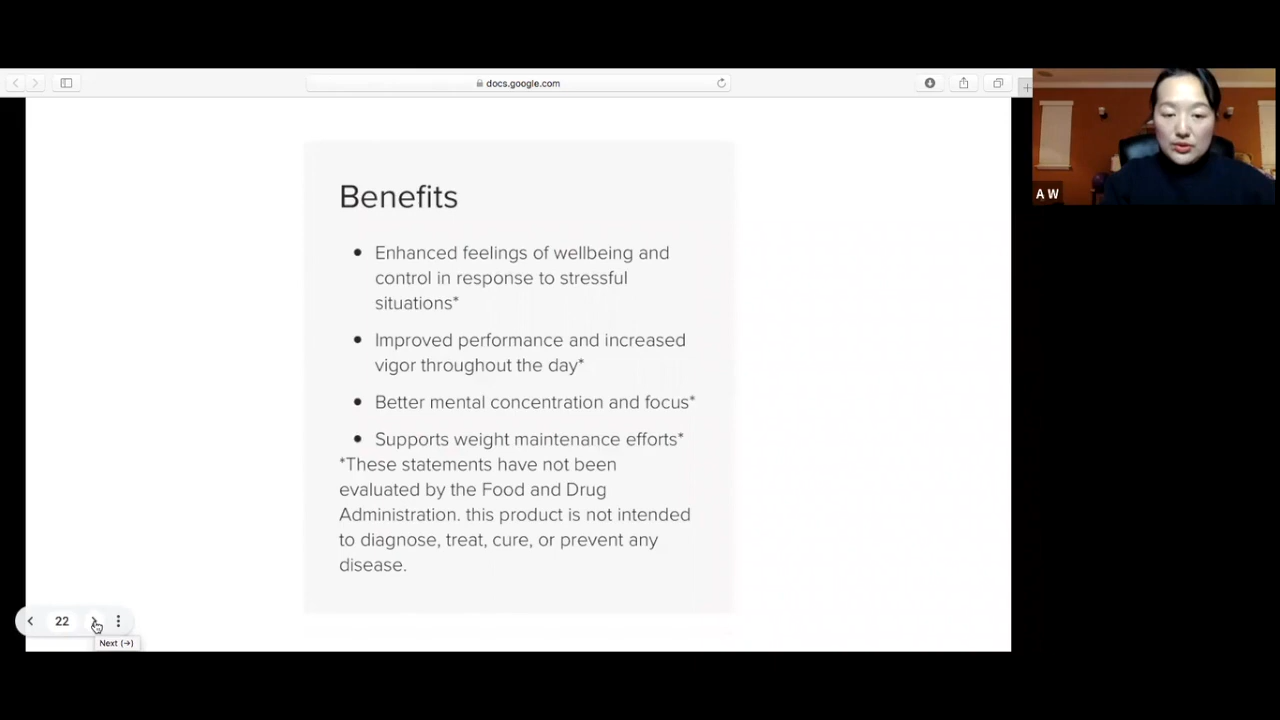 docs.google.com
A W
Benefits
• Enhanced feelings of wellbeing and
control in response to stressful
situations*
• Improved performance and increased
vigor throughout the day*
• Better mental concentration and focus*
• Supports weight maintenance efforts*
*These statements have not been
evaluated by the Food and Drug
Administration. this product is not intended
to diagnose, treat, cure, or prevent any
disease.
22
Next (→)